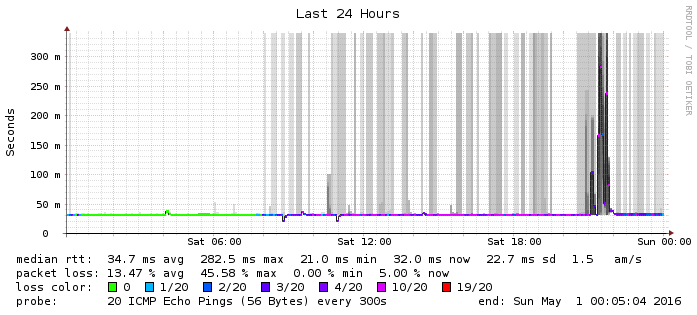 Last 24 Hours
RRDTOOL / TOBI OETIKER
Seconds
300 m
250 m
200 m
150 m
100 m
50 m
0
Sat 06:00 Sat 12:00 Sat 18:00 Sun 00:00
median rtt: 34.7 ms avg 282.5 ms max 21.0 ms min 32.0 ms now 22.7 ms sd 1.5 am/s
packet loss: 13.47 % avg 45.58 % max 0.00 % min 5.00 % now
loss color: 0 1/20 2/20 3/20 4/20 10/20 19/20
probe: 20 ICMP Echo Pings (56 Bytes) every 300s end: Sun May 1 00:05:04 2016